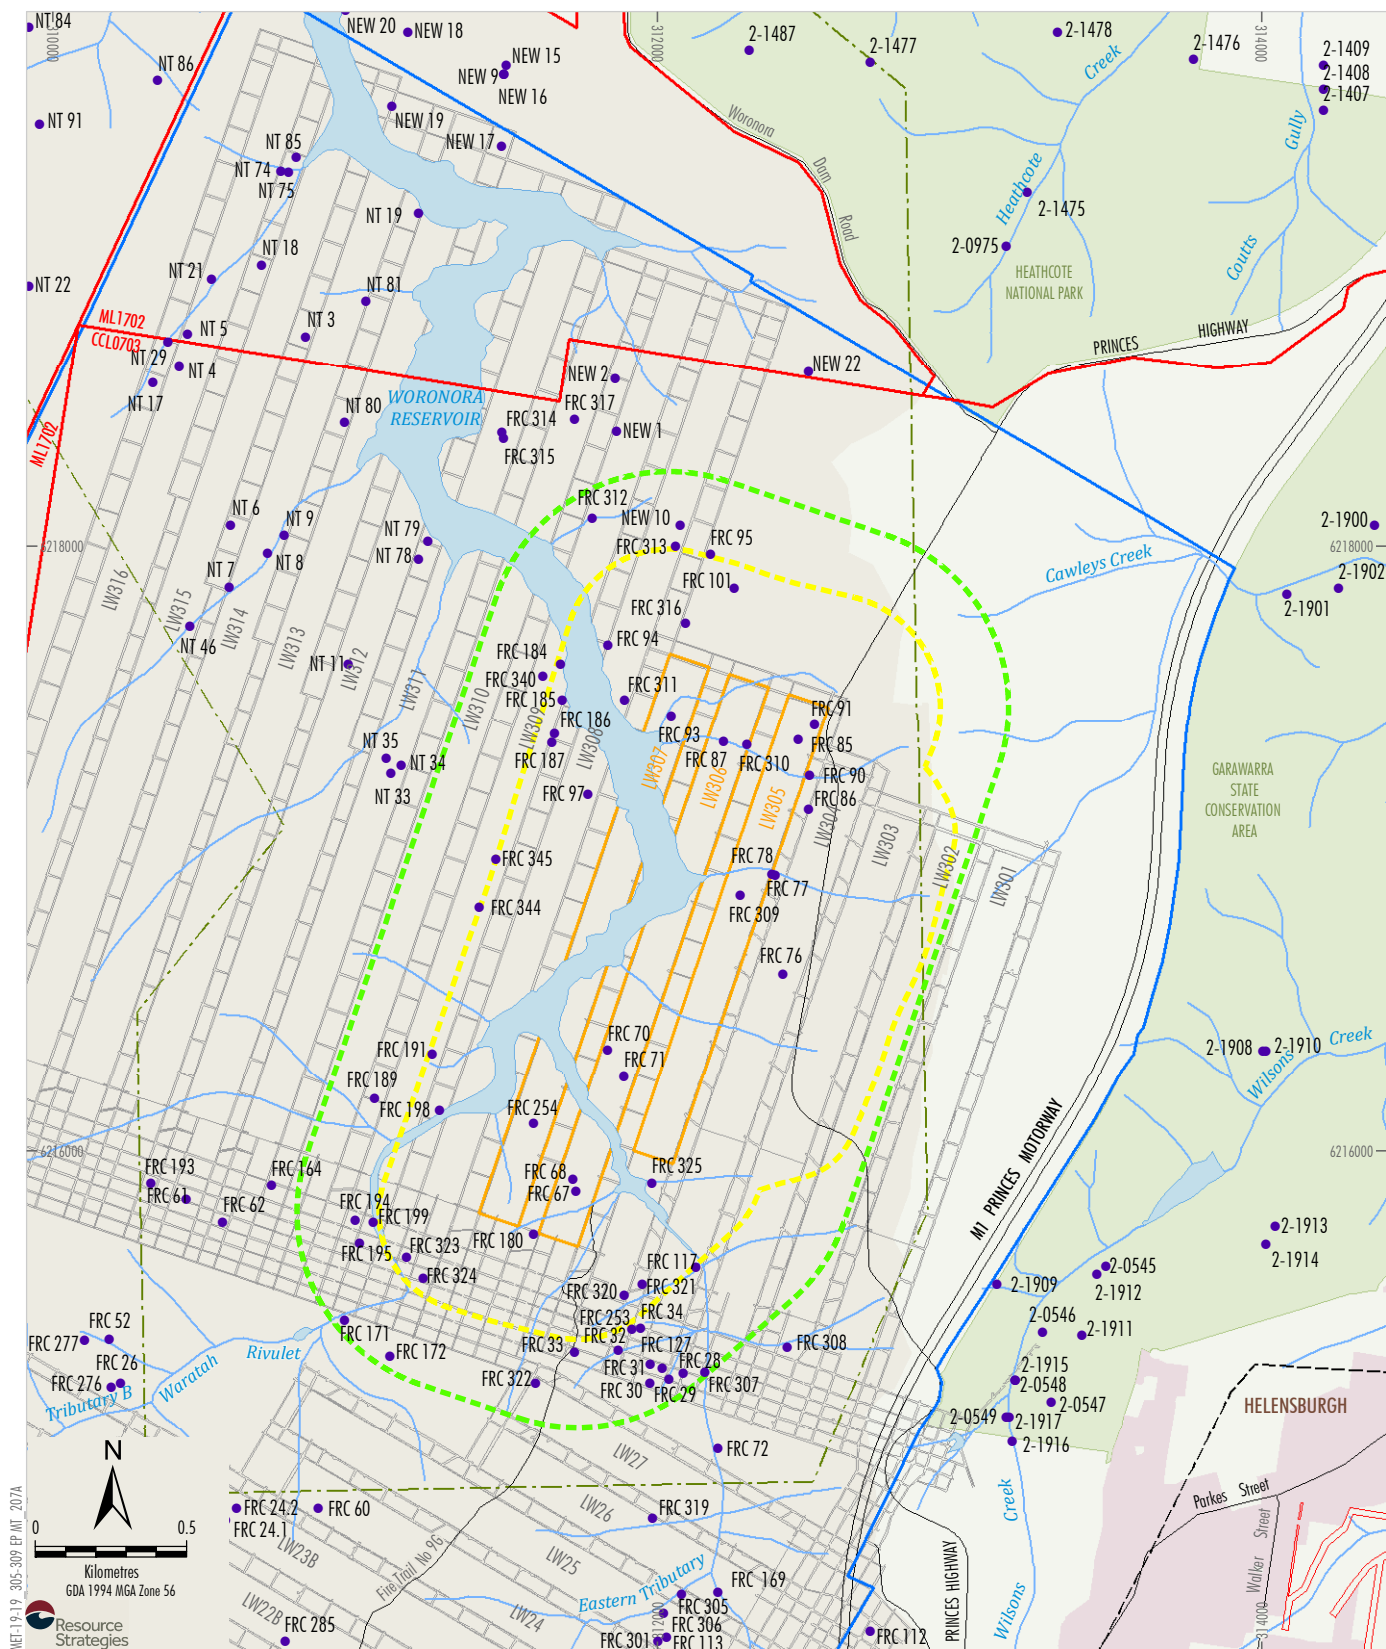 NT 84
310000
NEW 20
NEW 18
312000
2-1487
2-1477
2-1478
2-1476
314000
2-1409
2-1408
2-1407
NT 86
NEW 15
NEW 9
NEW 16
Creek
NT 91
NEW 19
NEW 17
Woronora
Dam
Road
Gully
NT 85
NT 74
NT 75
Heathcote
2-1475
NT 19
2-0975
NT 18
NT 21
HEATHCOTE
NATIONAL PARK
Coutts
NT 22
NT 81
ML1702
CCL0703
NT 5
NT 3
NT 29
NT 4
NT 17
PRINCES
HIGHWAY
NEW 2
NEW 22
WORONORA
RESERVOIR
NT 80
FRC 314
FRC 317
FRC 315
NEW 1
ML1702
FRC 312
NEW 10
NT 6
NT 9
NT 79
FRC 313
FRC 95
2-1900
6218000
NT 8
NT 78
6218000
Cawleys Creek
NT 7
FRC 101
2-1902
2-1901
LW316
LW315
NT 46
LW314
LW313
FRC 316
FRC 94
NT 11
LW312
LW311
FRC 184
FRC 340
FRC 185
FRC 311
LW310
LW309
FRC 186
LW308
FRC 187
FRC 91
FRC 93
FRC 87
FRC 310
FRC 85
NT 35
NT 34
NT 33
LW307
LW306
LW305
FRC 90
FRC 97
FRC 86
GARAWARRA
STATE
CONSERVATION
AREA
LW304
LW303
LW302
LW301
FRC 345
FRC 78
FRC 77
FRC 344
FRC 309
FRC 76
FRC 70
FRC 191
FRC 71
2-1908
2-1910
Wilsons
Creek
FRC 189
FRC 198
FRC 254
6216000
6216000
M1 PRINCES MOTORWAY
FRC 193
FRC 164
FRC 68
FRC 325
FRC 61
FRC 67
FRC 62
FRC 194
FRC 199
FRC 180
2-1913
2-1914
FRC 195
FRC 323
FRC 117
FRC 324
FRC 320
FRC 321
2-0545
2-1909
2-1912
FRC 253
FRC 34
FRC 52
FRC 171
2-0546
2-1911
FRC 277
FRC 33
FRC 32
FRC 127
FRC 308
FRC 26
Rivulet
FRC 172
FRC 31
FRC 28
2-1915
FRC 276
Waratah
FRC 322
FRC 30
FRC 29
FRC 307
2-0548
2-0547
Tributary B
2-0549
2-1917
HELENSBURGH
2-1916
N
LW27
FRC 72
0
0.5
Kilometres
GDA 1994 MGA Zone 56
FRC 24.2
FRC 60
FRC 24.1
LW26
FRC 319
Creek
Parkes Street
LW23B
Fire Trail No 9G
LW25
Walker Street
LW22B
LW24
Eastern Tributary
FRC 169
FRC 305
PRINCES HIGHWAY
Wilsons
314000
Resource
Strategies
FRC 285
312000
FRC 306
FRC 301
FRC 113
FRC 112
MET-19-19_305-309 EP MT_207A